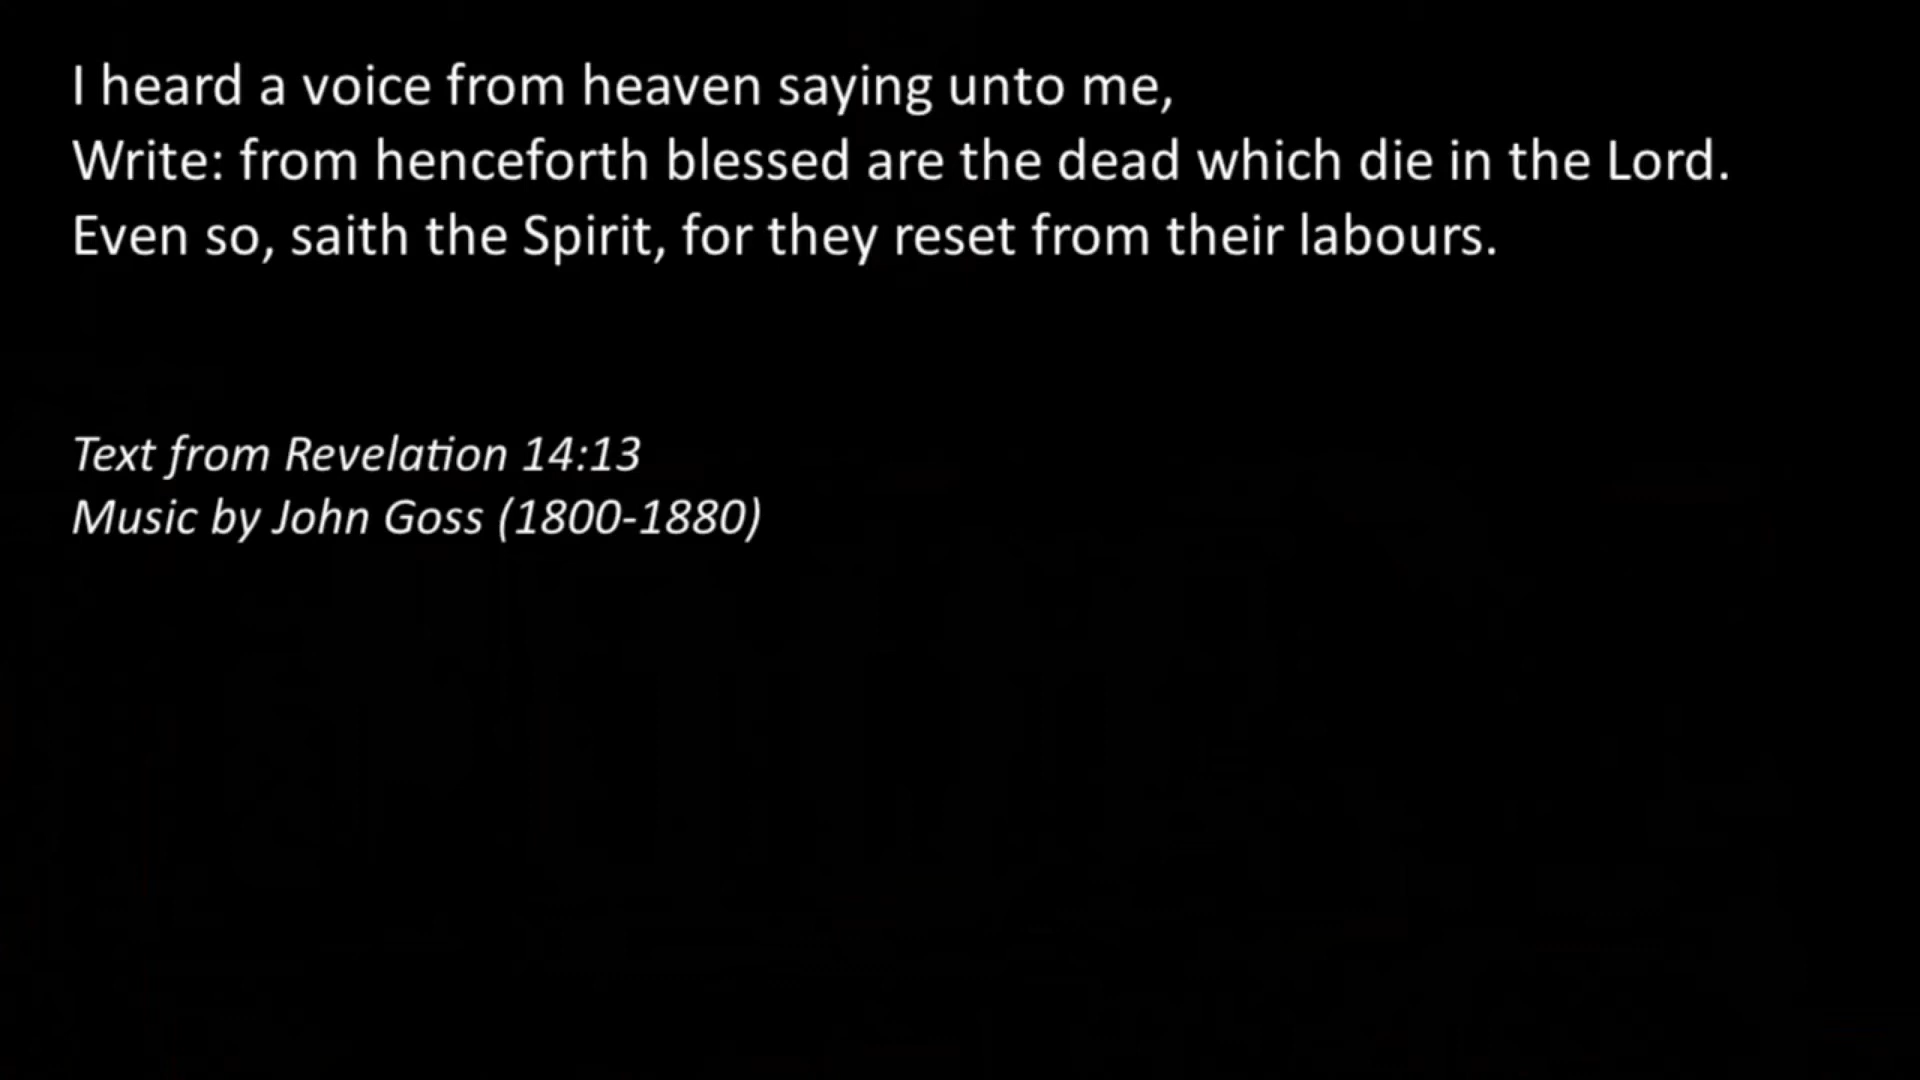 I heard a voice from heaven saying unto me,
Write: from henceforth blessed are the dead which die in the Lord.
Even so, saith the Spirit, for they reset from their labours.
Text from Revelation 14:13
Music by John Goss (1800-1880)